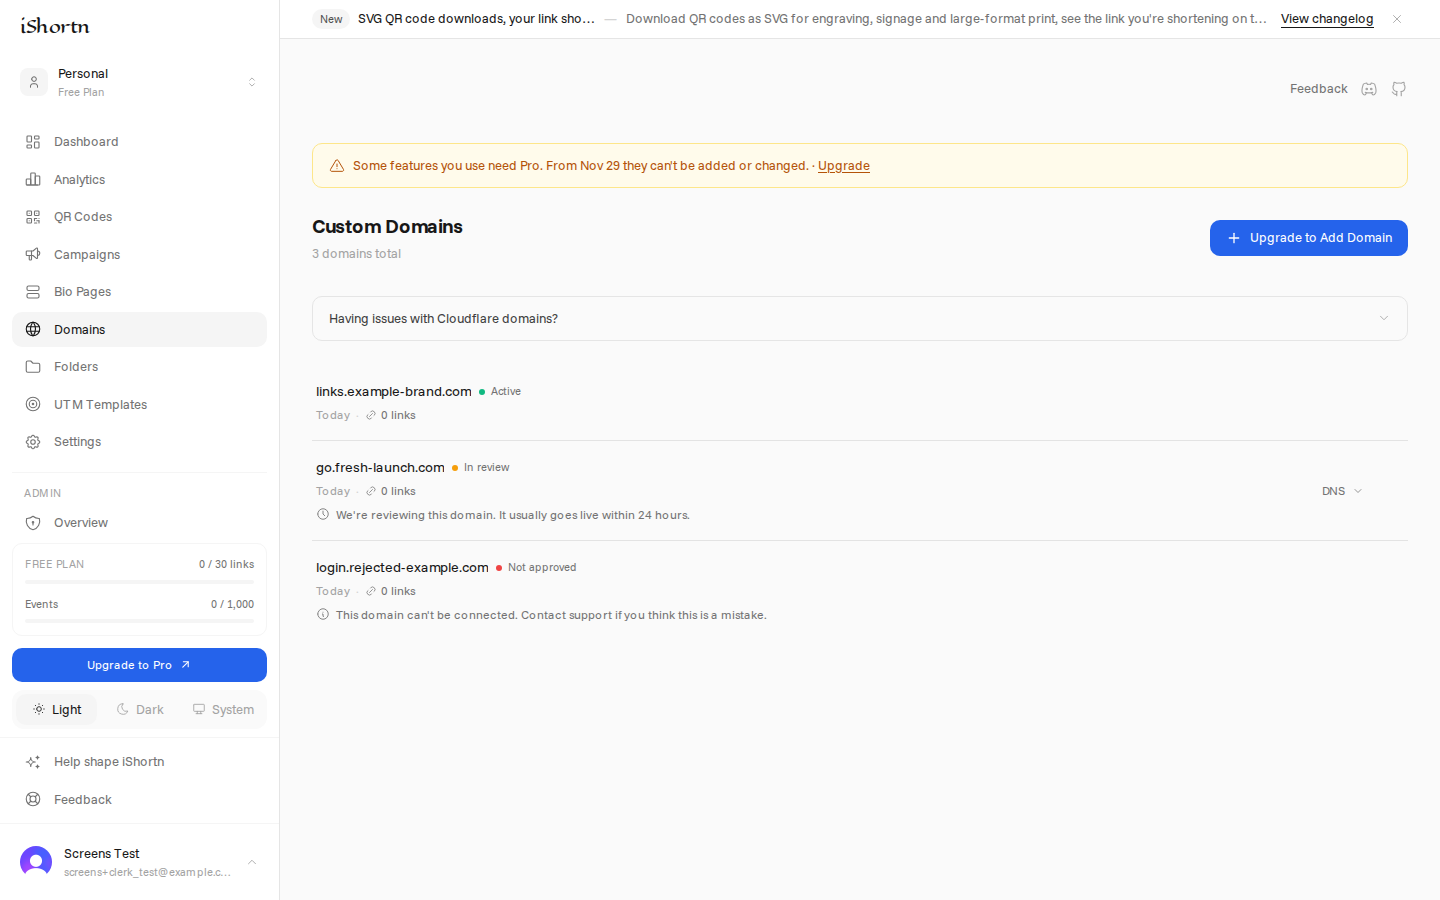 iShortn
Personal
Free Plan
Dashboard
Analytics
QR Codes
Campaigns
Bio Pages
Domains
Folders
UTM Templates
Settings
ADMIN
Overview
FREE PLAN 0 / 30 links
Events 0 / 1,000
Upgrade to Pro
Light Dark System
Help shape iShortn
Feedback
Screens Test
screens+clerk_test@example.c...
New SVG QR code downloads, your link sho... — Download QR codes as SVG for engraving, signage and large-format print, see the link you're shortening on t... View changelog
Feedback
Some features you use need Pro. From Nov 29 they can't be added or changed. · Upgrade
Custom Domains
3 domains total
Upgrade to Add Domain
Having issues with Cloudflare domains?
links.example-brand.com Active
Today · 0 links
go.fresh-launch.com In review
Today · 0 links
DNS
We're reviewing this domain. It usually goes live within 24 hours.
login.rejected-example.com Not approved
Today · 0 links
This domain can't be connected. Contact support if you think this is a mistake.